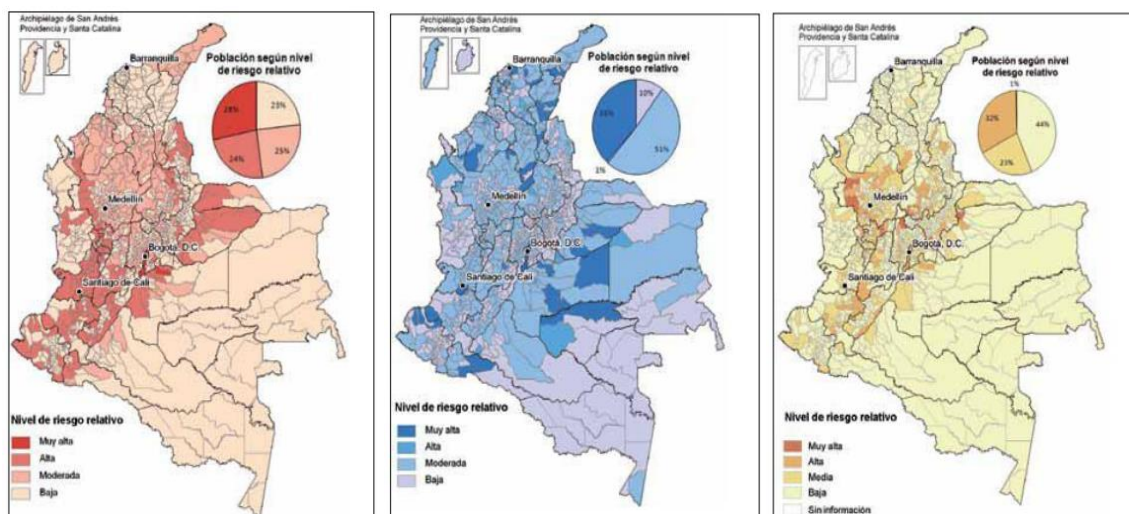 Archipiélago de San Andrés
Providencia y Santa Catalina
Barranquilla
Población según nivel
de riesgo relativo
28%
23%
24%
25%
Medellín
Bogotá, D.C.
Santiago de Cali
Nivel de riesgo relativo
Muy alta
Alta
Moderada
Baja
Archipiélago de San Andrés
Providencia y Santa Catalina
Barranquilla
Población según nivel
de riesgo relativo
10%
51%
1%
Medellín
Bogotá, D.C.
Santiago de Cali
Nivel de riesgo relativo
Muy alta
Alta
Moderada
Baja
Archipiélago de San Andrés
Providencia y Santa Catalina
Barranquilla
Población según nivel
de riesgo relativo
1%
32%
44%
23%
Medellín
Bogotá, D.C.
Santiago de Cali
Nivel de riesgo relativo
Muy alta
Alta
Media
Baja
Sin información